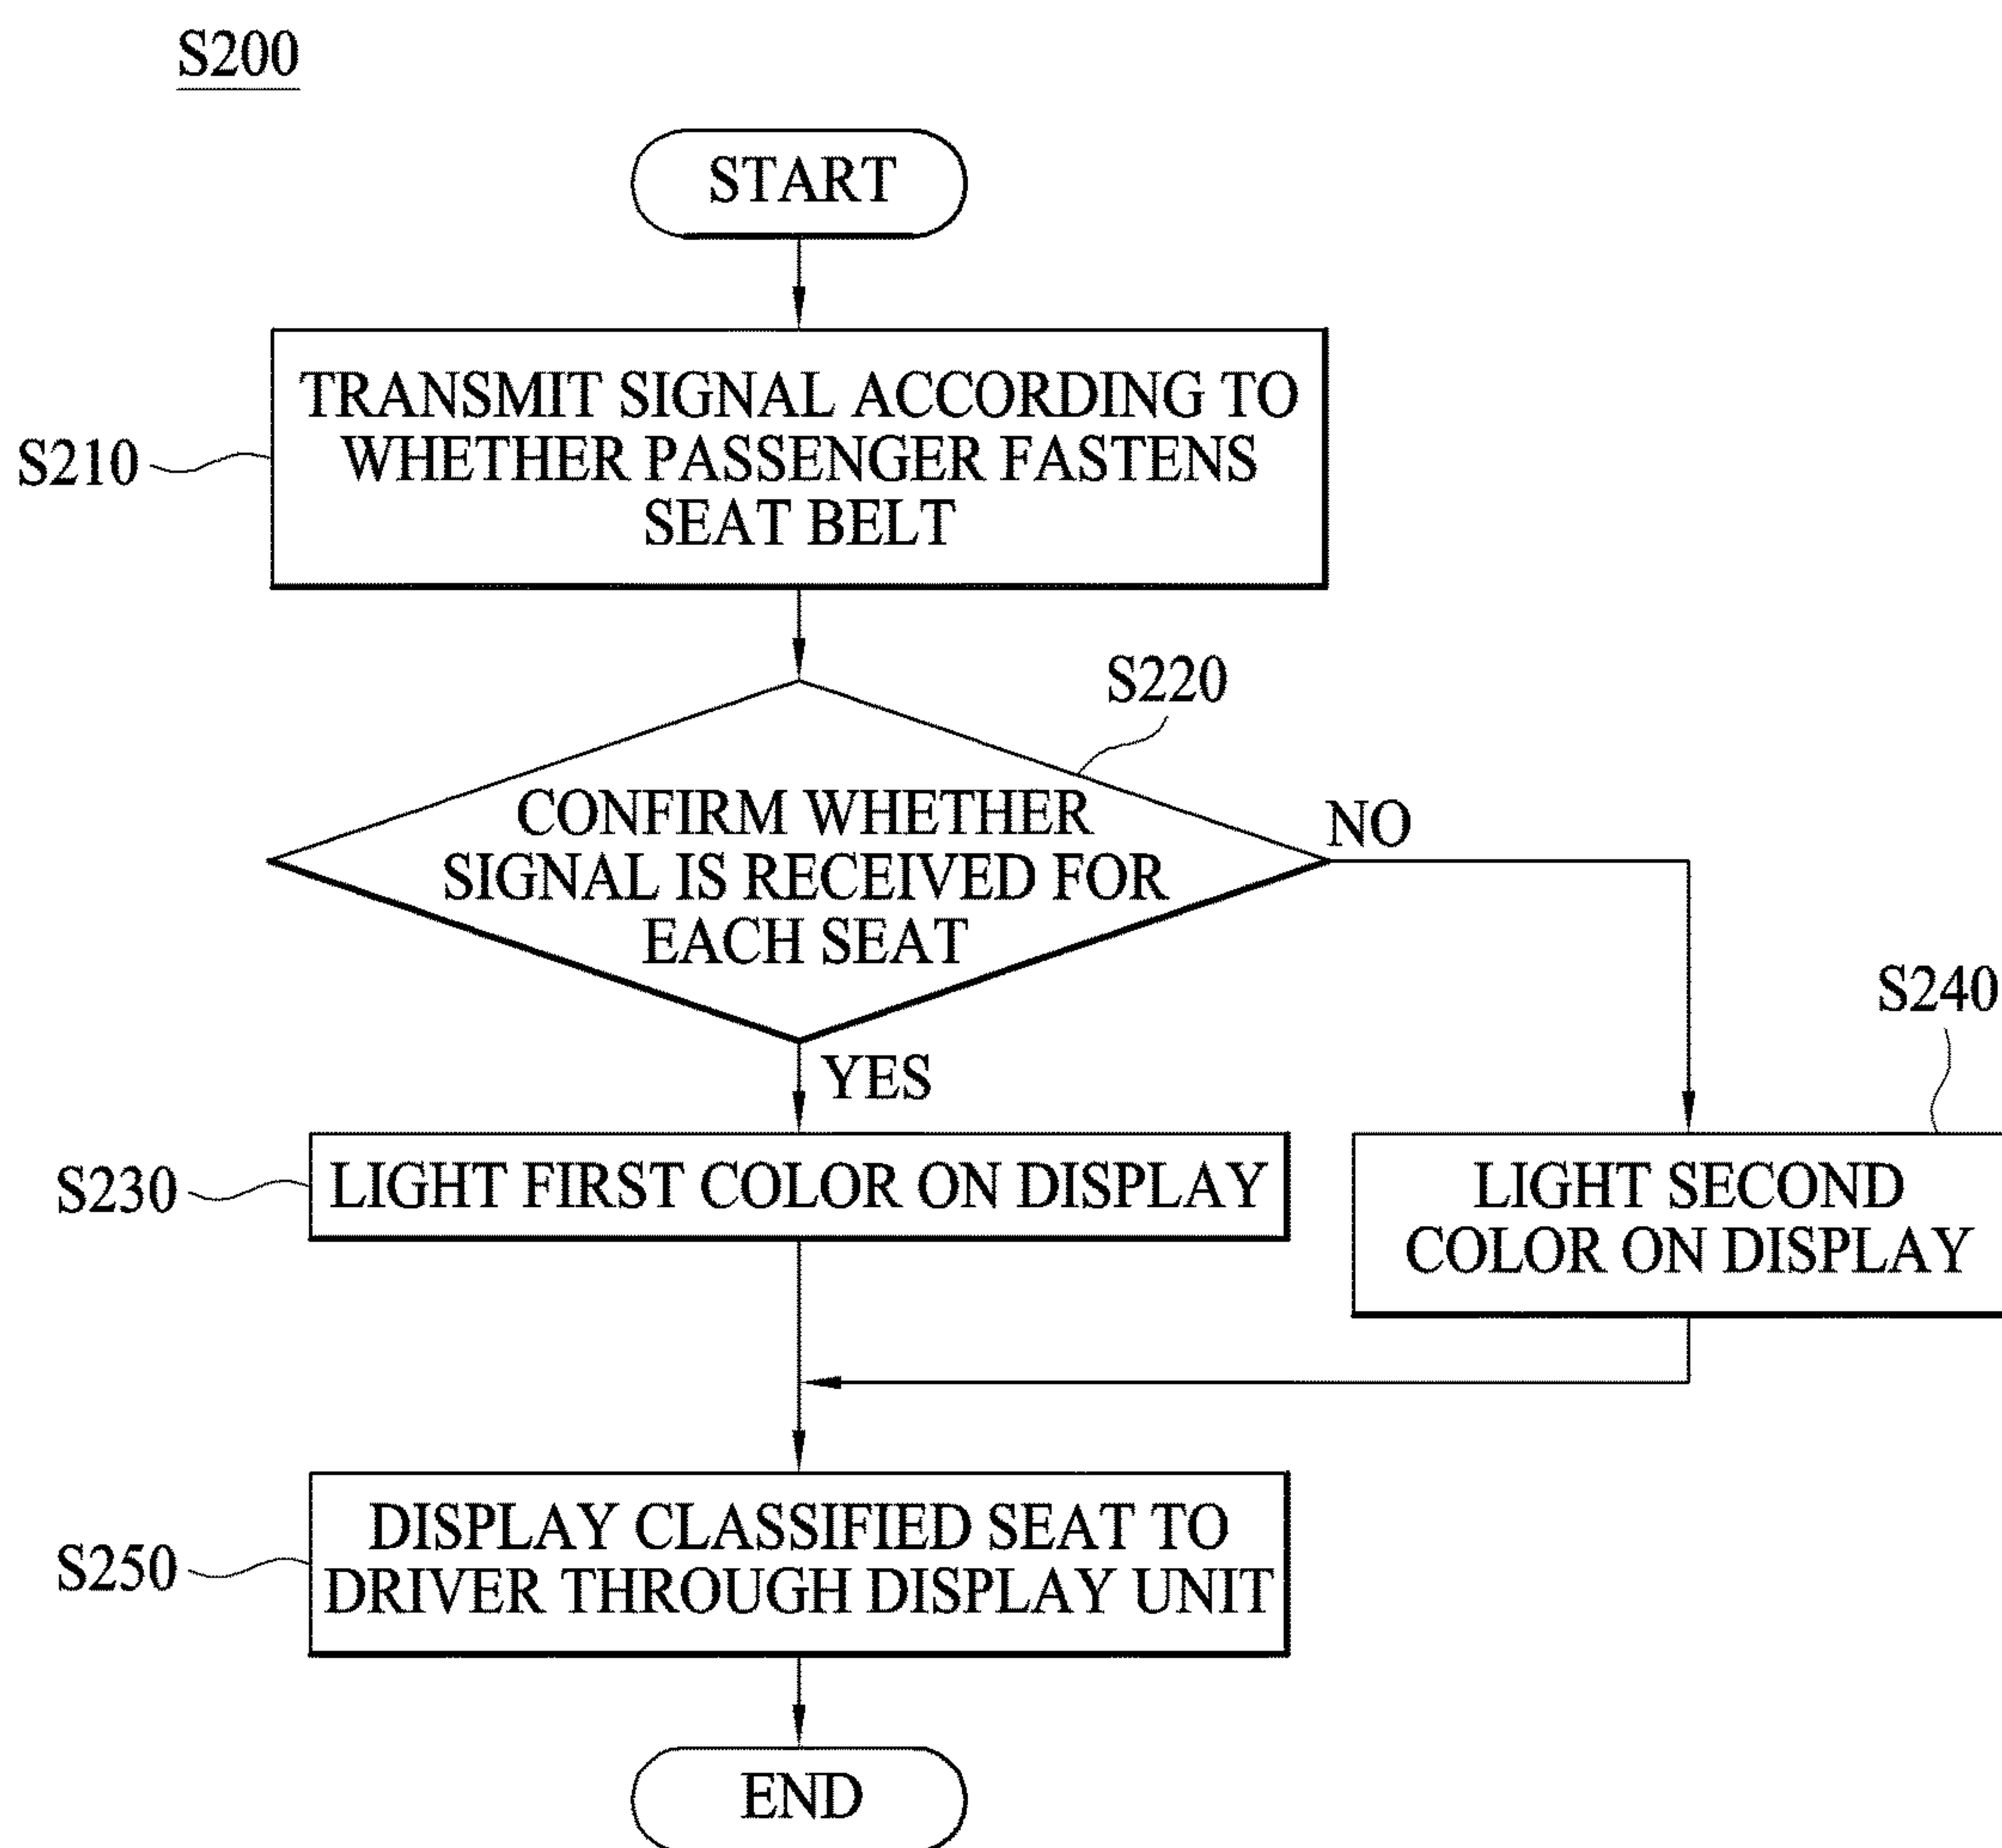 S200
START
S210
TRANSMIT SIGNAL ACCORDING TO
WHETHER PASSENGER FASTENS
SEAT BELT
S220
CONFIRM WHETHER
SIGNAL IS RECEIVED FOR
EACH SEAT
NO
YES
S230
LIGHT FIRST COLOR ON DISPLAY
S240
LIGHT SECOND
COLOR ON DISPLAY
S250
DISPLAY CLASSIFIED SEAT TO
DRIVER THROUGH DISPLAY UNIT
END